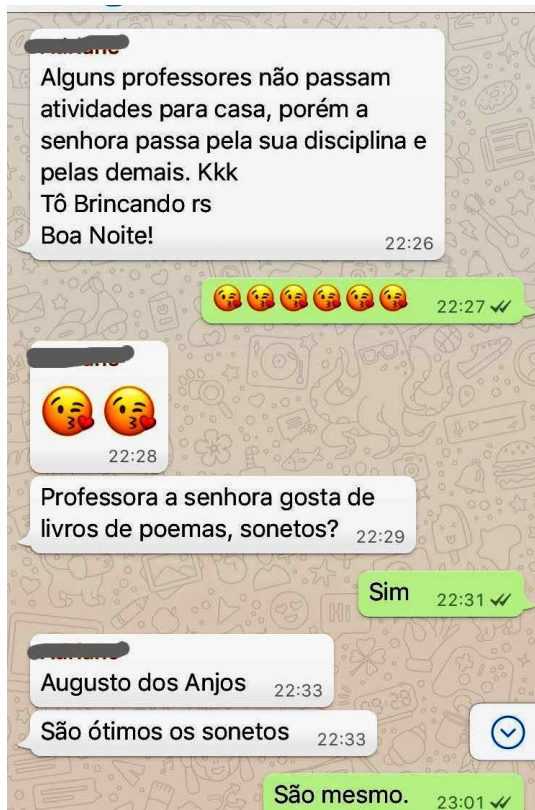 Alguns professores não passam
atividades para casa, porém a
senhora passa pela sua disciplina e
pelas demais. Kkk
Tô Brincando rs
Boa Noite!
22:26
22:27
22:28
Professora a senhora gosta de
livros de poemas, sonetos? 22:29
Sim 22:31
Augusto dos Anjos 22:33
São ótimos os sonetos 22:33
São mesmo. 23:01